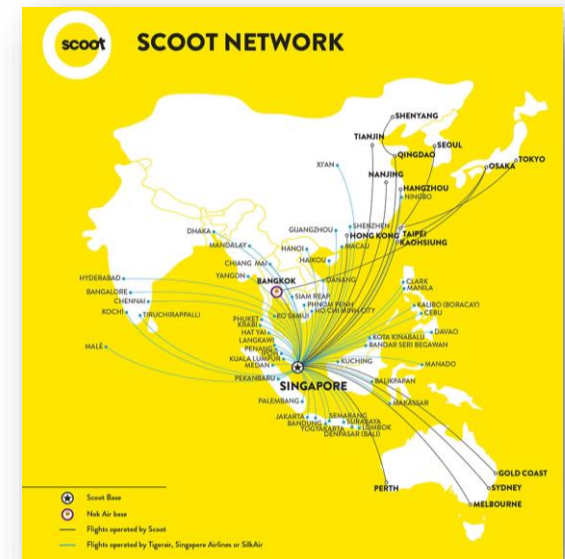 scoot
SCOOT NETWORK
SHENYANG
TIANJIN
SEOUL
QINGDAO
TOKYO
OSAKA
XI'AN
NANJING
HANGZHOU
NINGBO
SHENZHEN
GUANGZHOU
HONG KONG
TAIPEI
DHAKA
MACAU
KAOHSIUNG
MANDALAY
HANOI
HAIKOU
CHIANG MAI
HYDERABAD
YANGON
DANANG
CLARK
BANGKOK
MANILA
BANGALORE
SIAM REAP
CHENNAI
PHNOM PENH
KALIBO (BORACAY)
KOCHI
TIRUCHIRAPPALLI
KO SAMUI
HO CHI MINH CITY
CEBU
PHUKET
KRABI
DAVAO
HAT YAI
KOTA KINABALU
LANGKAWI
BANDAR SERI BEGAWAN
MALÉ
PENANG
IPOH
KUALA LUMPUR
KUCHING
MEDAN
MANADO
PEKANBARU
BALIKPAPAN
SINGAPORE
PALEMBANG
MAKASSAR
JAKARTA
SEMARANG
BANDUNG
SURABAYA
YOGYAKARTA
LOMBOK
DENPASAR (BALI)
GOLD COAST
PERTH
SYDNEY
MELBOURNE
Scoot Base
Nok Air base
Flights operated by Scoot
Flights operated by Tigerair, Singapore Airlines or SilkAir